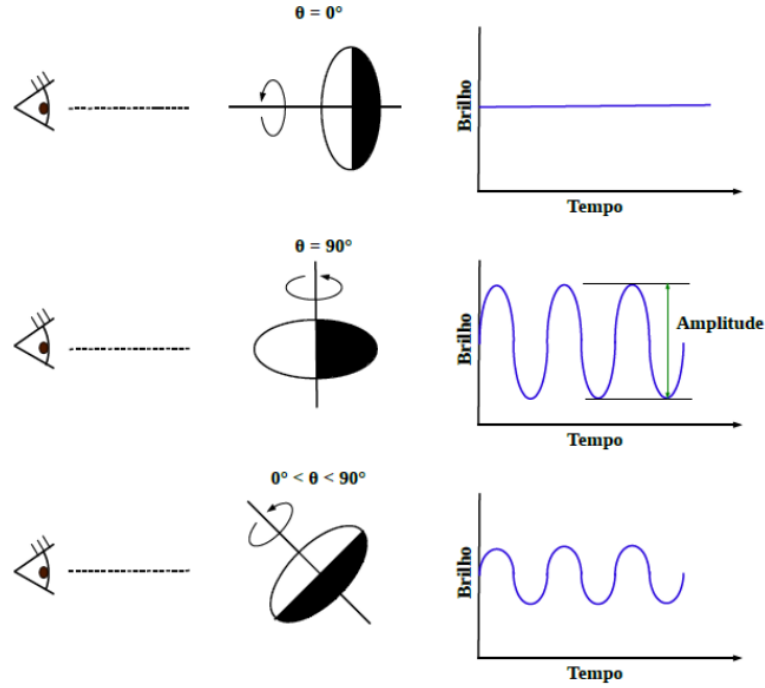 θ = 0°
Brilho
Tempo
θ = 90°
Brilho
Amplitude
Tempo
0° < θ < 90°
Brilho
Tempo